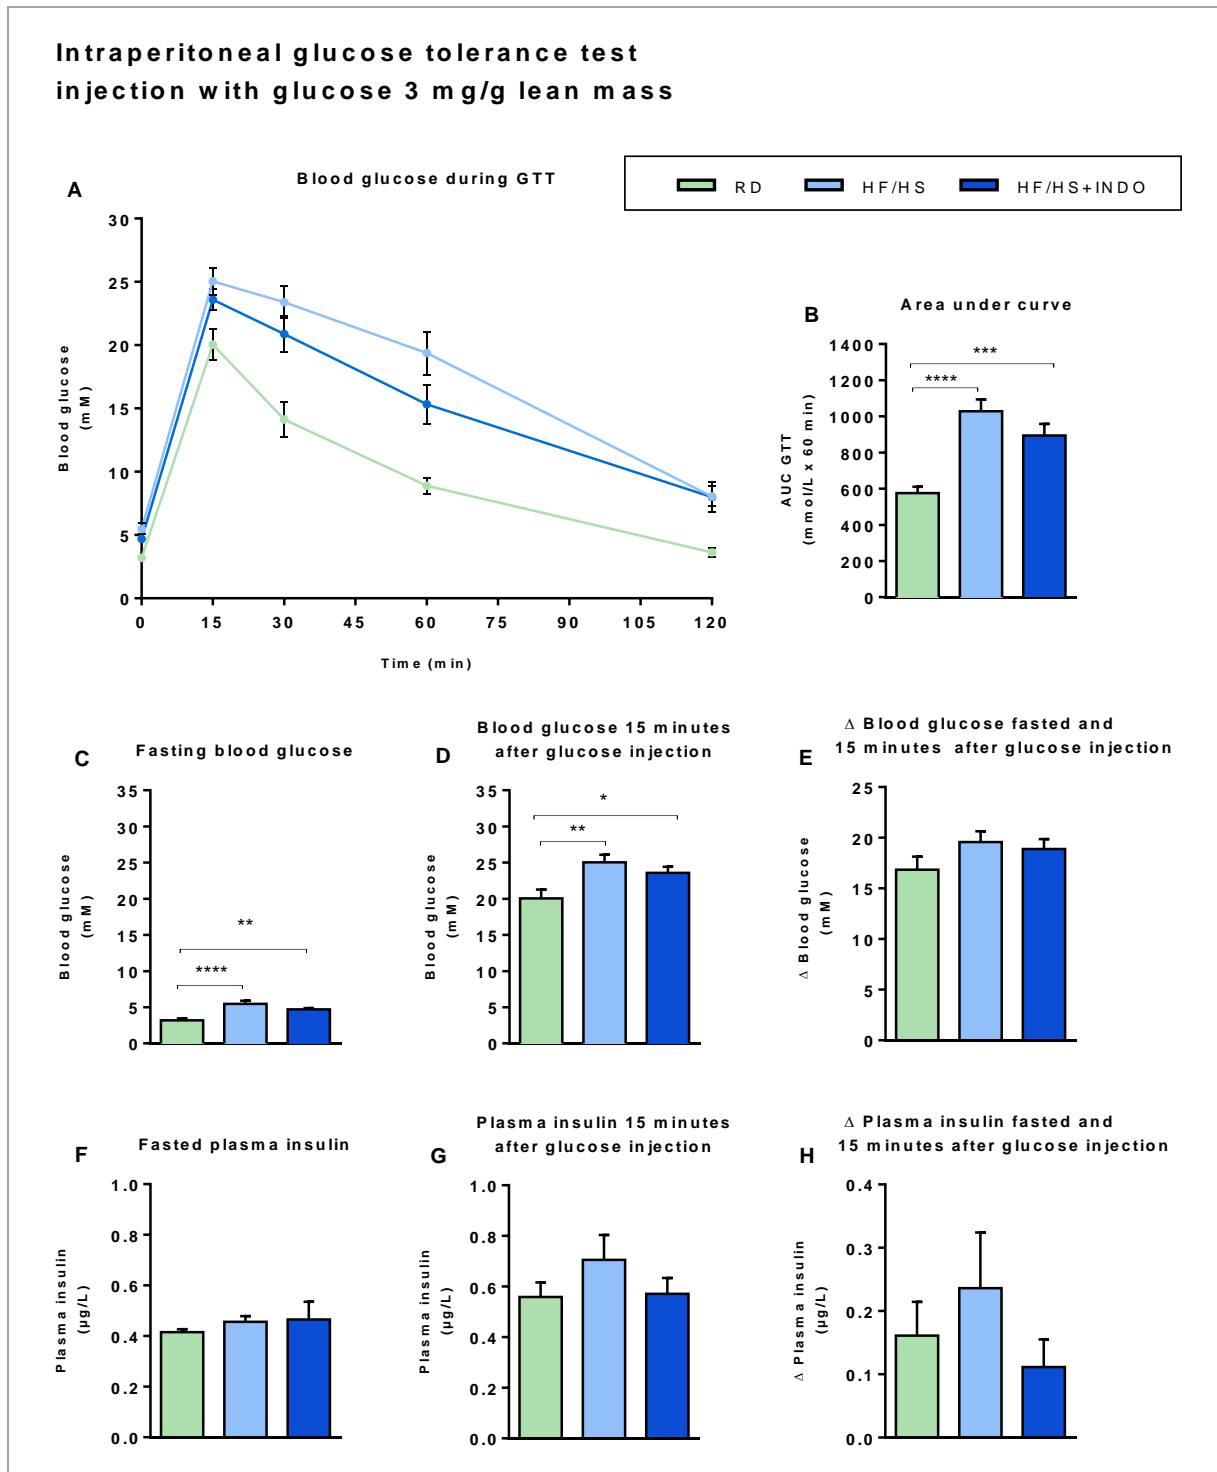 Intraperitoneal glucose tolerance test
injection with glucose 3 mg/g lean mass
A
Blood glucose during GTT
RD
HF/HS
HF/HS+INDO
Blood glucose
(mM)
30
25
20
15
10
5
0
0 15 30 45 60 75 90 105 120
Time (min)
B
Area under curve
AUC GTT
(mmol/L x 60 min)
1400
1200
1000
800
600
400
200
0
***
****
C
Fasting blood glucose
Blood glucose
(mM)
35
30
25
20
15
10
5
0
**
****
D
Blood glucose 15 minutes
after glucose injection
Blood glucose
(mM)
35
30
25
20
15
10
5
0
*
**
E
Δ Blood glucose fasted and
15 minutes after glucose injection
Δ Blood glucose
(mM)
25
20
15
10
5
0
F
Fasted plasma insulin
Plasma insulin
(µg/L)
1.0
0.8
0.6
0.4
0.2
0.0
G
Plasma insulin 15 minutes
after glucose injection
Plasma insulin
(µg/L)
1.0
0.8
0.6
0.4
0.2
0.0
H
Δ Plasma insulin fasted and
15 minutes after glucose injection
Δ Plasma insulin
(µg/L)
0.4
0.3
0.2
0.1
0.0